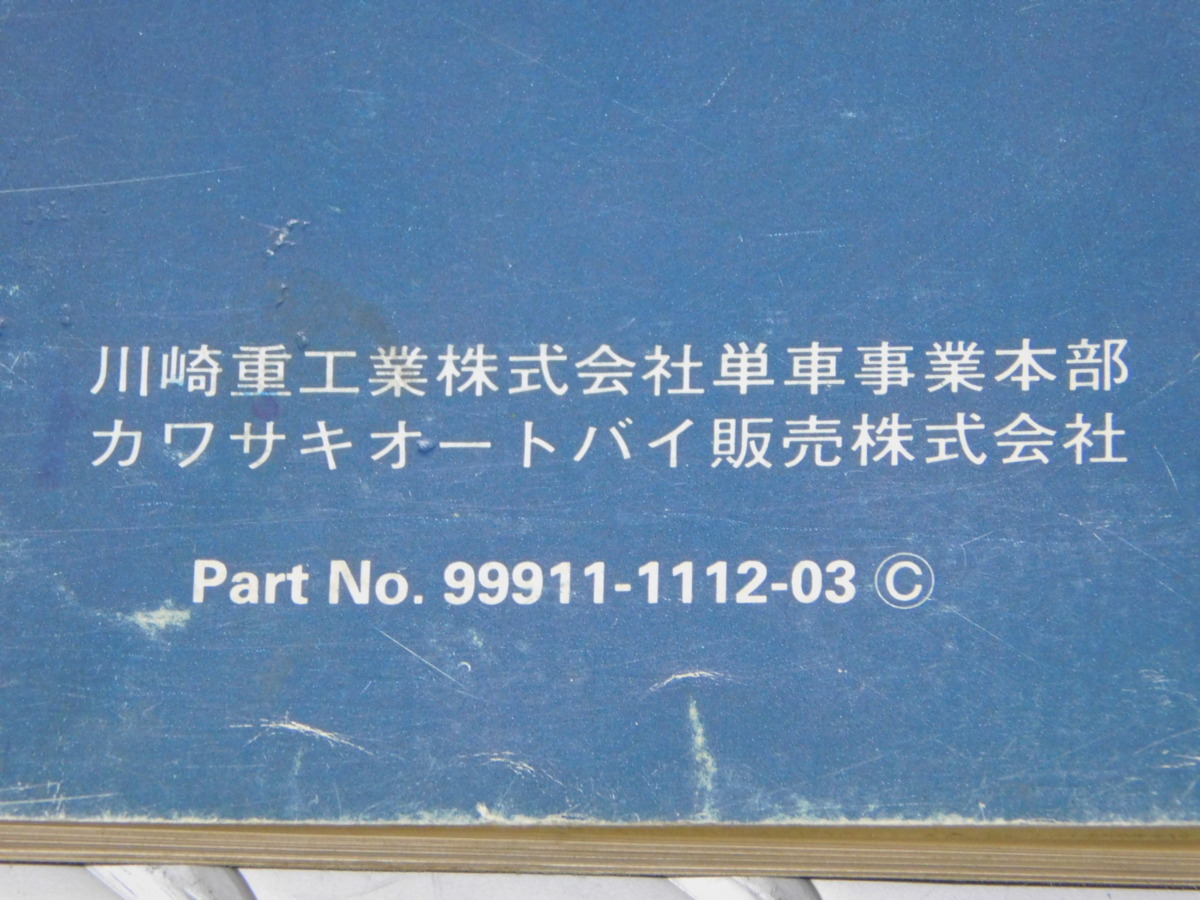 川崎重工業株式会社単車事業本部
カワサキオートバイ販売株式会社
Part No. 99911-1112-03 ©